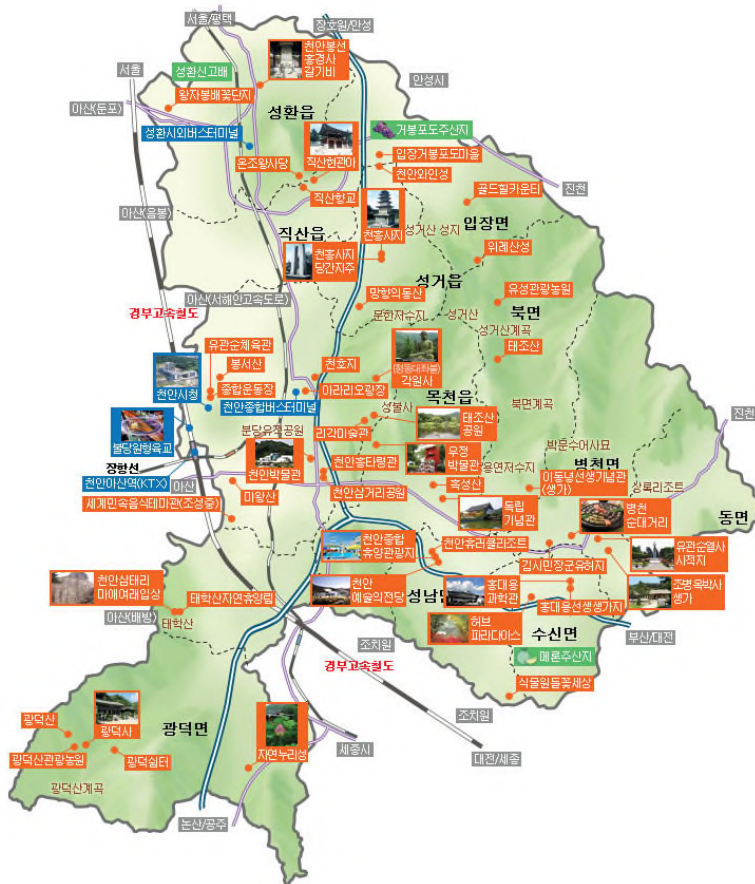 서울/평택
장호원/안성
서울
성환신고배
천안봉선
홍경사
갈기비
안성시
왕자봉배꽃단지
아산(둔포)
성환읍
성환시외버스터미널
거봉포도주산지
직산현관아
입장거봉포도마을
온조왕사당
천안와인성
진천
직산향교
골드힐카운티
아산(음봉)
입장면
직산읍
천흥사지
성거산 성지
천흥사지
당간지주
위례산성
성거읍
아산(서해안고속도로)
망향의동산
유성관광농원
경부고속철도
문한저수지
성거산
북면
성거산계곡
유관순체육관
태조산
봉서산
천호지
(청동대좌불)
각원사
천안시청
종합운동장
아라리오광장
목천읍
천안종합버스터미널
성불사
북면계곡
태조산
공원
진천
불당원형육교
분당유적공원
리각미술관
우정
박물관
박문수어사묘
장항선
천안흥타령관
병천면
천안박물관
용연저수지
이동녕선생기념관
(생가)
상록리조트
천안아산역(KTX)
아산
미왕산
천안삼거리공원
흑성산
세계민속음식테마관(조성중)
독립
기념관
병천
순대거리
동면
천안종합
휴양관광지
천안휴러클리조트
유관순열사
사적지
김시민장군유허지
천안삼태리
마애여래입상
태학산자연휴양림
천안
예술의전당
성남면
홍대용
과학관
조병옥박사
생가
홍대용선생생가지
아산(배방)
태학산
허브
파라다이스
수신면
부산/대전
조치원
경부고속철도
메론주산지
식물원들꽃세상
조치원
광덕산
광덕사
광덕면
자연누리성
세종시
대전/세종
광덕산관광농원
광덕쉼터
광덕산계곡
논산/공주